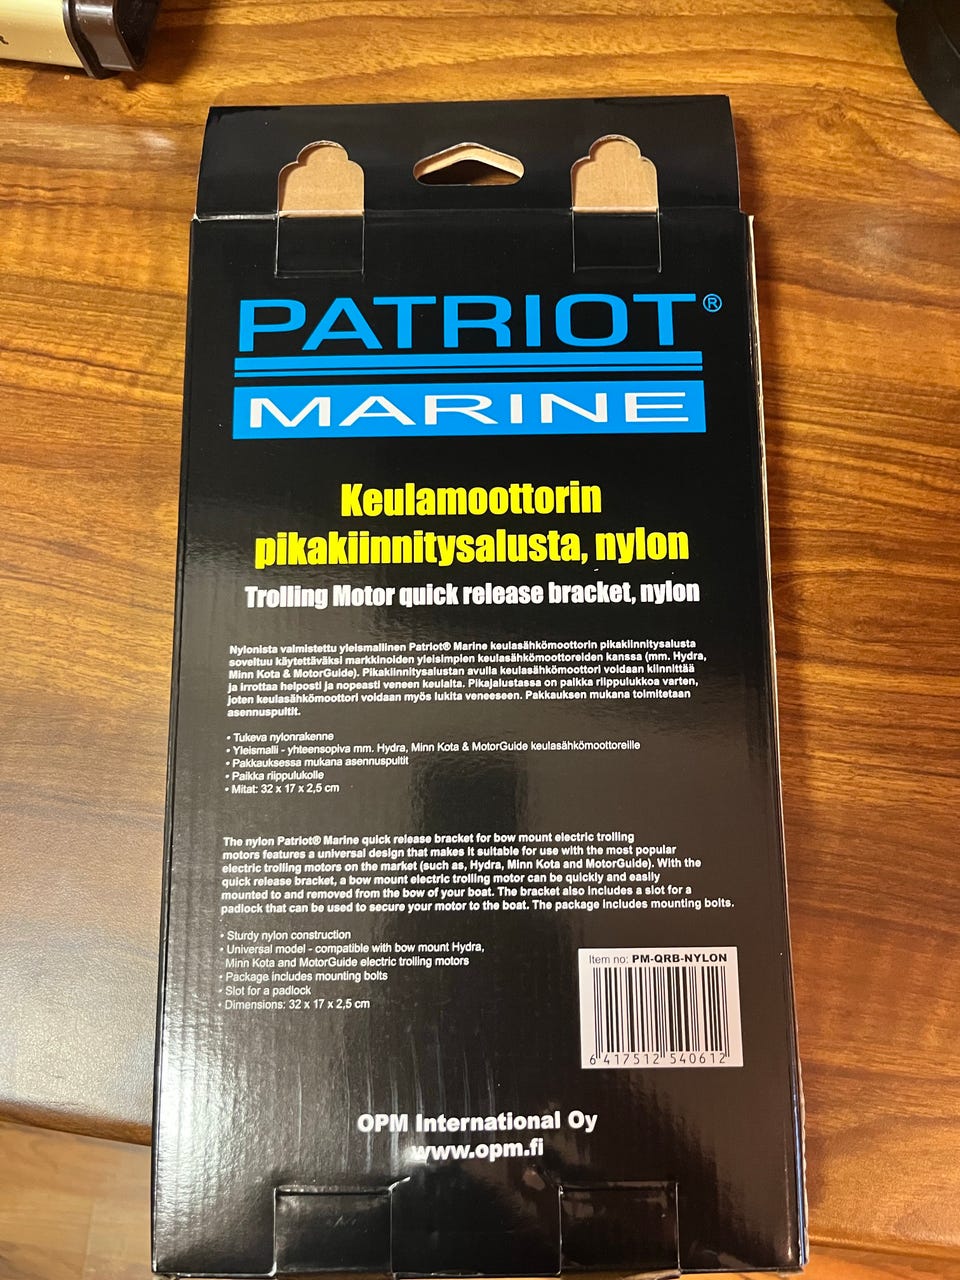 PATRIOT®
MARINE
Keulamoottorin
pikakiinnitysalusta, nylon
Trolling Motor quick release bracket, nylon
Nylonista valmistettu yleismallinen Patriot® Marine keulasähkömoottorin pikakiinnitysalusta
soveltuu käytettäväksi markkinoiden yleisimpien keulasähkömoottoreiden kanssa (mm. Hydra,
Minn Kota & MotorGuide). Pikakiinnitysalustan avulla keulasähkömoottori voidaan kiinnittää
ja irrottaa helposti ja nopeasti veneen keulalta. Pikajalustassa on paikka riippulukkoa varten,
joten keulasähkömoottori voidaan myös lukita veneeseen. Pakkauksen mukana toimitetaan
asennuspultit.
• Tukeva nylonrakenne
• Yleismalli - yhteensopiva mm. Hydra, Minn Kota & MotorGuide keulasähkömoottoreille
• Pakkauksessa mukana asennuspultit
• Paikka riippulukolle
• Mitat: 32 x 17 x 2,5 cm
The nylon Patriot® Marine quick release bracket for bow mount electric trolling
motors features a universal design that makes it suitable for use with the most popular
electric trolling motors on the market (such as, Hydra, Minn Kota and MotorGuide). With the
quick release bracket, a bow mount electric trolling motor can be quickly and easily
mounted to and removed from the bow of your boat. The bracket also includes a slot for a
padlock that can be used to secure your motor to the boat. The package includes mounting bolts.
• Sturdy nylon construction
• Universal model - compatible with bow mount Hydra,
Minn Kota and MotorGuide electric trolling motors
• Package includes mounting bolts
• Slot for a padlock
• Dimensions: 32 x 17 x 2,5 cm
Item no: PM-QRB-NYLON
6 417512 540612
OPM International Oy
www.opm.fi